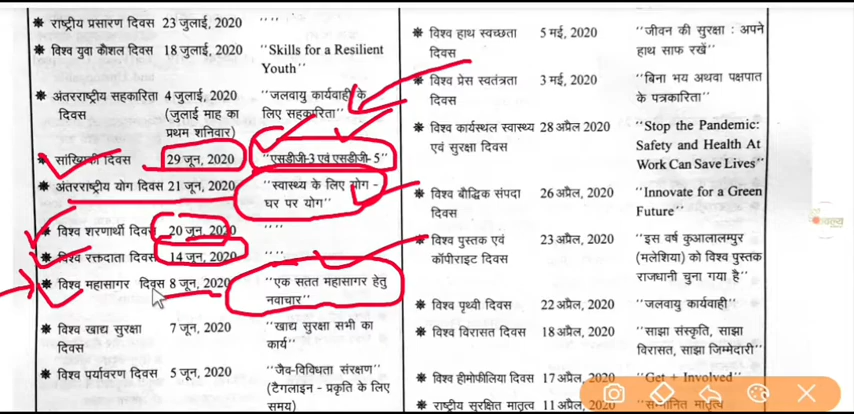 ✱ राष्ट्रीय प्रसारण दिवस 23 जुलाई, 2020 '' ''
✱ विश्व युवा कौशल दिवस 18 जुलाई, 2020 ''Skills for a Resilient
Youth''
✱ अंतरराष्ट्रीय सहकारिता 4 जुलाई, 2020 ''जलवायु कार्यवाही के
दिवस (जुलाई माह का लिए सहकारिता''
प्रथम शनिवार)
✱ सांख्यिकी दिवस 29 जून, 2020 ''एसडीजी-3 एवं एसडीजी-5''
✱ अंतरराष्ट्रीय योग दिवस 21 जून, 2020 ''स्वास्थ्य के लिए योग -
घर पर योग''
✱ विश्व शरणार्थी दिवस 20 जून, 2020 '' ''
✱ विश्व रक्तदाता दिवस 14 जून, 2020 '' ''
✱ विश्व महासागर दिवस 8 जून, 2020 ''एक सतत महासागर हेतु
नवाचार''
✱ विश्व खाद्य सुरक्षा 7 जून, 2020 ''खाद्य सुरक्षा सभी का
दिवस कार्य''
✱ विश्व पर्यावरण दिवस 5 जून, 2020 ''जैव-विविधता संरक्षण''
(टैगलाइन - प्रकृति के लिए
समय)
✱ विश्व हाथ स्वच्छता 5 मई, 2020 ''जीवन की सुरक्षा : अपने
दिवस हाथ साफ रखें''
✱ विश्व प्रेस स्वतंत्रता 3 मई, 2020 ''बिना भय अथवा पक्षपात
दिवस के पत्रकारिता''
✱ विश्व कार्यस्थल स्वास्थ्य 28 अप्रैल 2020 ''Stop the Pandemic:
एवं सुरक्षा दिवस Safety and Health At
Work Can Save Lives''
✱ विश्व बौद्धिक संपदा 26 अप्रैल, 2020 ''Innovate for a Green
दिवस Future''
✱ विश्व पुस्तक एवं 23 अप्रैल, 2020 ''इस वर्ष कुआलालम्पुर
कॉपीराइट दिवस (मलेशिया) को विश्व पुस्तक
राजधानी चुना गया है''
✱ विश्व पृथ्वी दिवस 22 अप्रैल, 2020 ''जलवायु कार्यवाही''
✱ विश्व विरासत दिवस 18 अप्रैल, 2020 ''साझा संस्कृति, साझा
विरासत, साझा जिम्मेदारी''
✱ विश्व हीमोफीलिया दिवस 17 अप्रैल, 2020 ''Get + Involved''
✱ राष्ट्रीय सुरक्षित मातृत्व 11 अप्रैल, 2020 ''सम्मानित मातृत्व